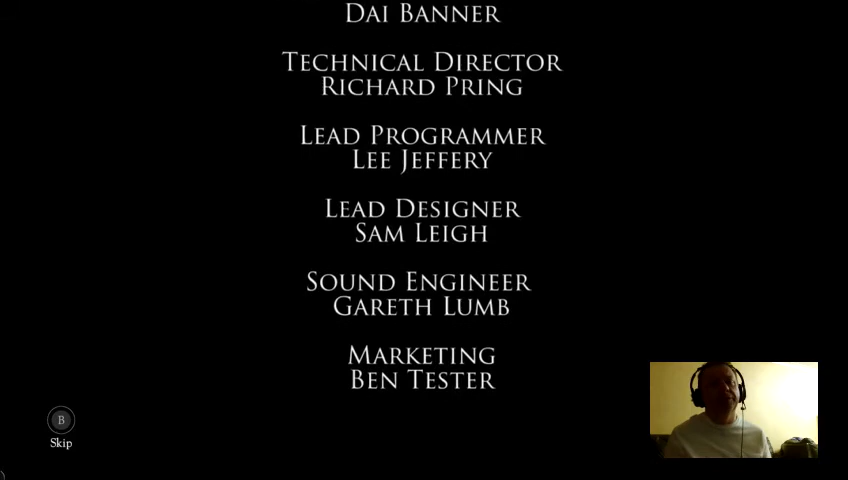 DAI BANNER
TECHNICAL DIRECTOR
RICHARD PRING
LEAD PROGRAMMER
LEE JEFFERY
LEAD DESIGNER
SAM LEIGH
SOUND ENGINEER
GARETH LUMB
MARKETING
BEN TESTER
B
Skip